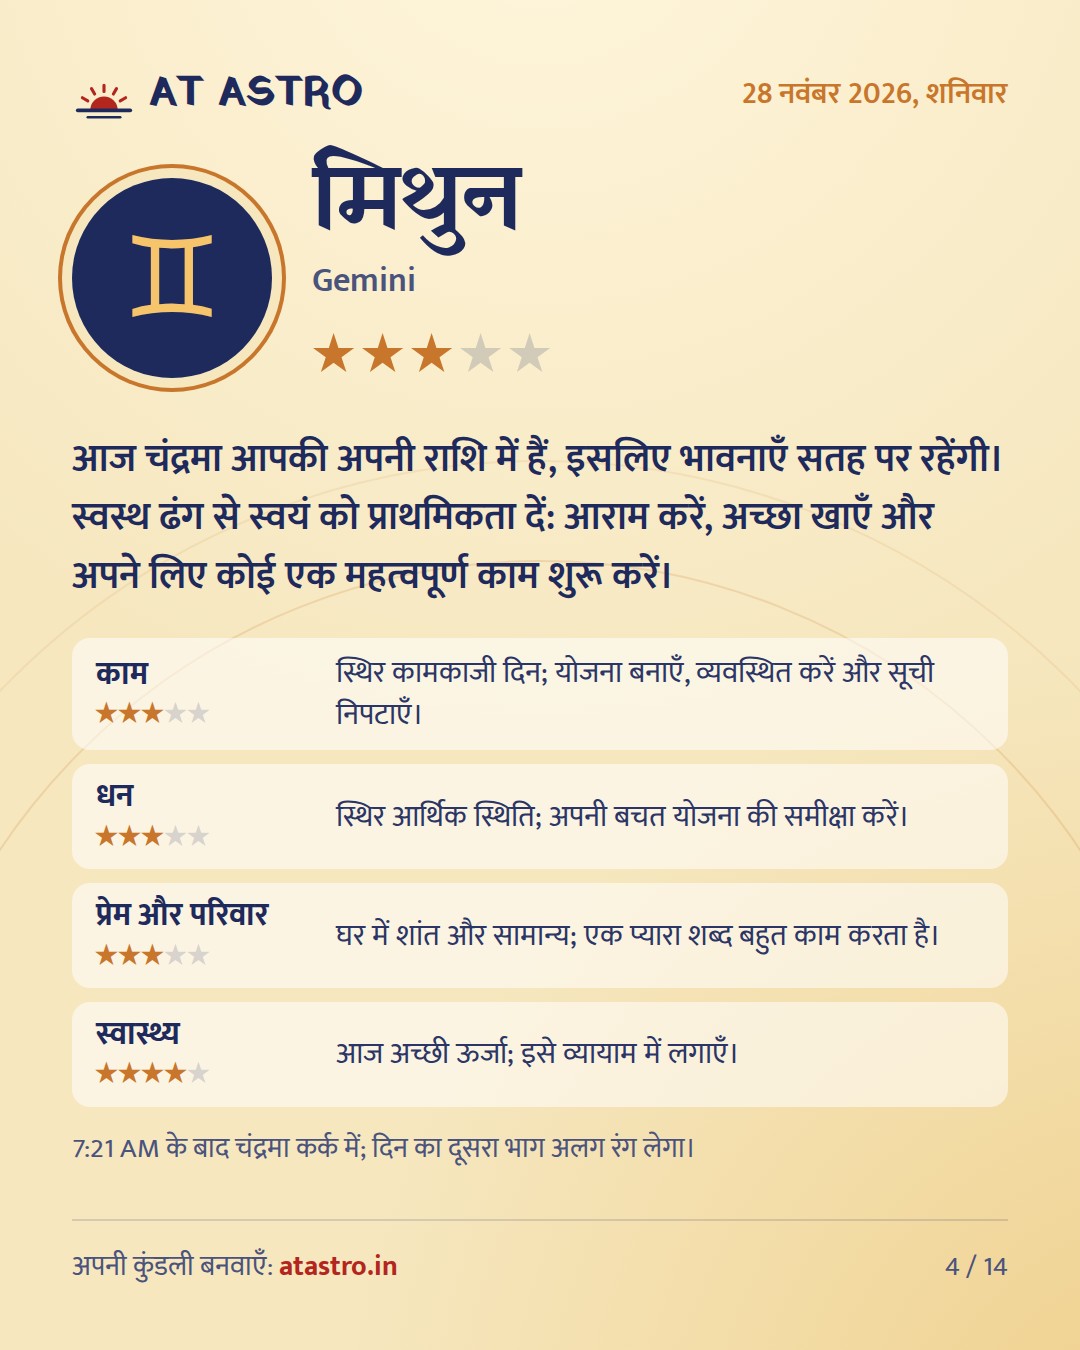 AT ASTRO
28 नवंबर 2026, शनिवार
मिथुन
Gemini
आज चंद्रमा आपकी अपनी राशि में हैं, इसलिए भावनाएँ सतह पर रहेंगी।
स्वस्थ ढंग से स्वयं को प्राथमिकता दें: आराम करें, अच्छा खाएँ और
अपने लिए कोई एक महत्वपूर्ण काम शुरू करें।
काम
स्थिर कामकाजी दिन; योजना बनाएँ, व्यवस्थित करें और सूची
निपटाएँ।
धन
स्थिर आर्थिक स्थिति; अपनी बचत योजना की समीक्षा करें।
प्रेम और परिवार
घर में शांत और सामान्य; एक प्यारा शब्द बहुत काम करता है।
स्वास्थ्य
आज अच्छी ऊर्जा; इसे व्यायाम में लगाएँ।
7:21 AM के बाद चंद्रमा कर्क में; दिन का दूसरा भाग अलग रंग लेगा।
अपनी कुंडली बनवाएँ: atastro.in
4 / 14